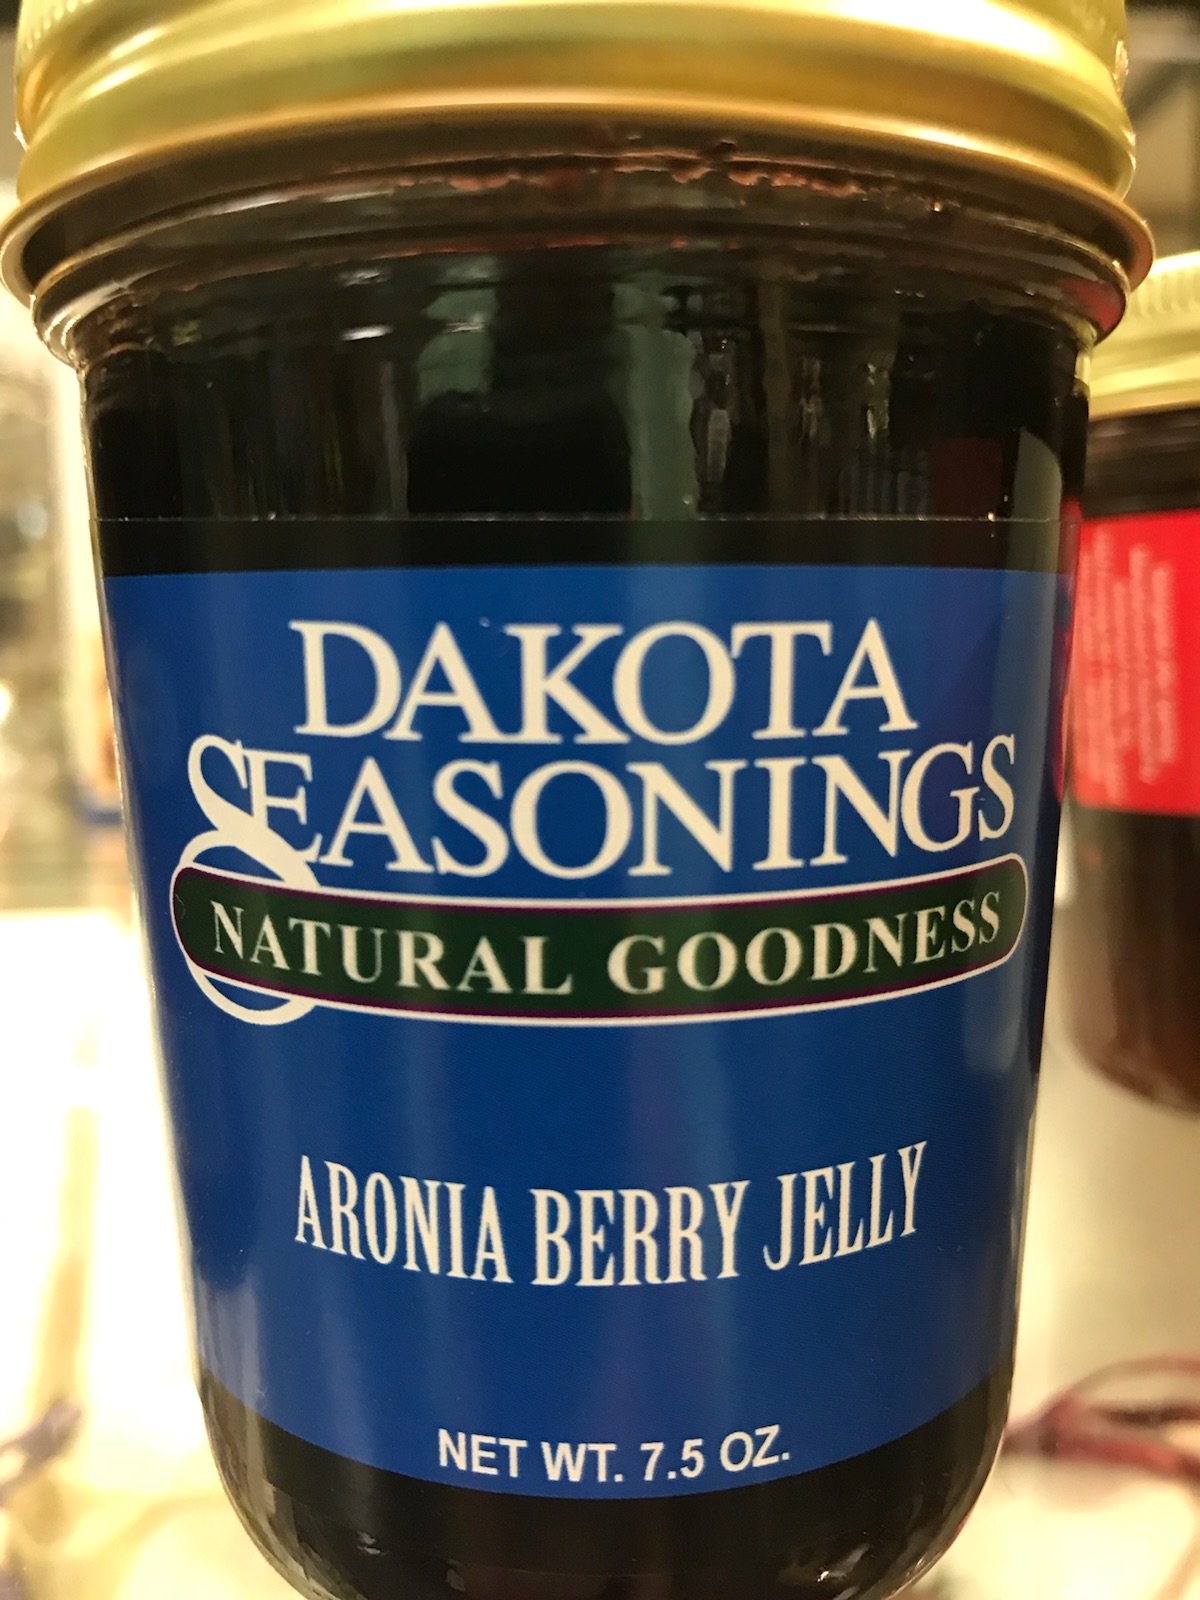 DAKOTA
SEASONINGS
NATURAL GOODNESS
ARONIA BERRY JELLY
NET WT. 7.5 OZ.